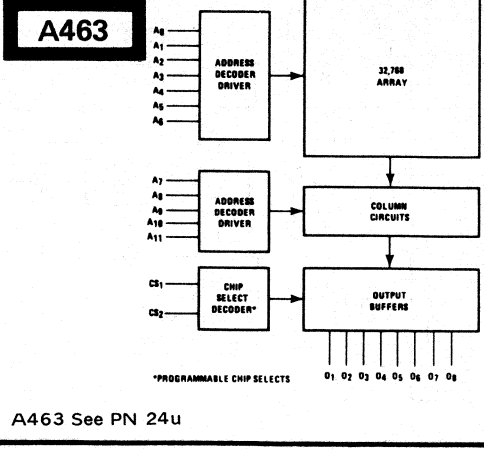 A463
A0
A1
A2
A3
A4
A5
A6
ADDRESS
DECODER
DRIVER
32,768
ARRAY
A7
A8
A9
A10
A11
ADDRESS
DECODER
DRIVER
COLUMN
CIRCUITS
CS1
CS2
CHIP
SELECT
DECODER*
OUTPUT
BUFFERS
*PROGRAMMABLE CHIP SELECTS
O1 O2 O3 O4 O5 O6 O7 O8
A463 See PN 24u